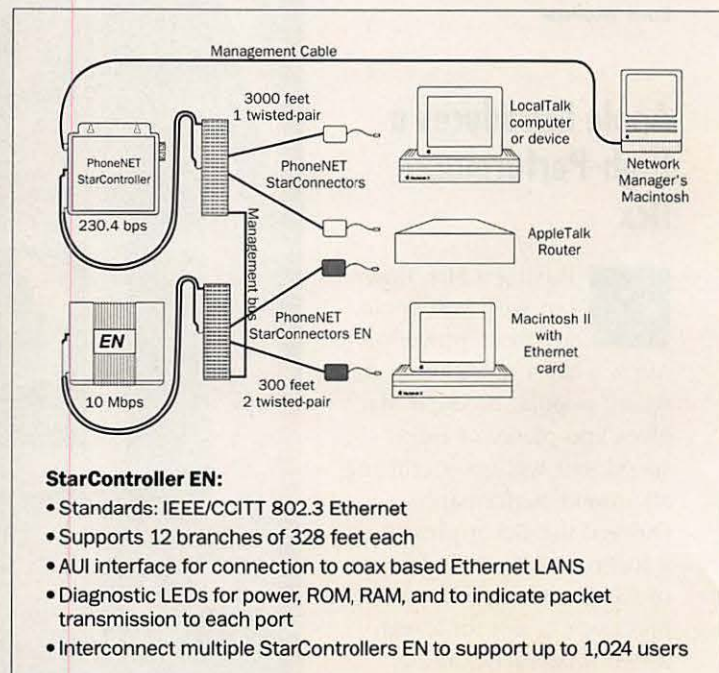 Management Cable
3000 feet
1 twisted-pair
LocalTalk
computer
or device
PhoneNET
StarController
PhoneNET
StarConnectors
Network
Manager's
Macintosh
230.4 bps
Management bus
AppleTalk
Router
PhoneNET
StarConnectors EN
Macintosh II
with
Ethernet
card
EN
10 Mbps
300 feet
2 twisted-pair
StarController EN:
• Standards: IEEE/CCITT 802.3 Ethernet
• Supports 12 branches of 328 feet each
• AUI interface for connection to coax based Ethernet LANS
• Diagnostic LEDs for power, ROM, RAM, and to indicate packet
transmission to each port
• Interconnect multiple StarControllers EN to support up to 1,024 users